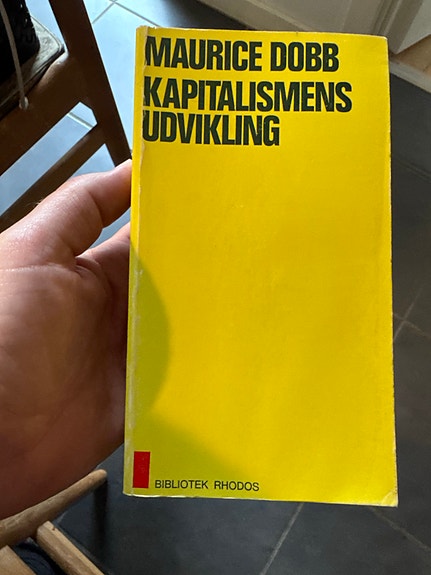 MAURICE DOBB
KAPITALISMENS
UDVIKLING
BIBLIOTEK RHODOS